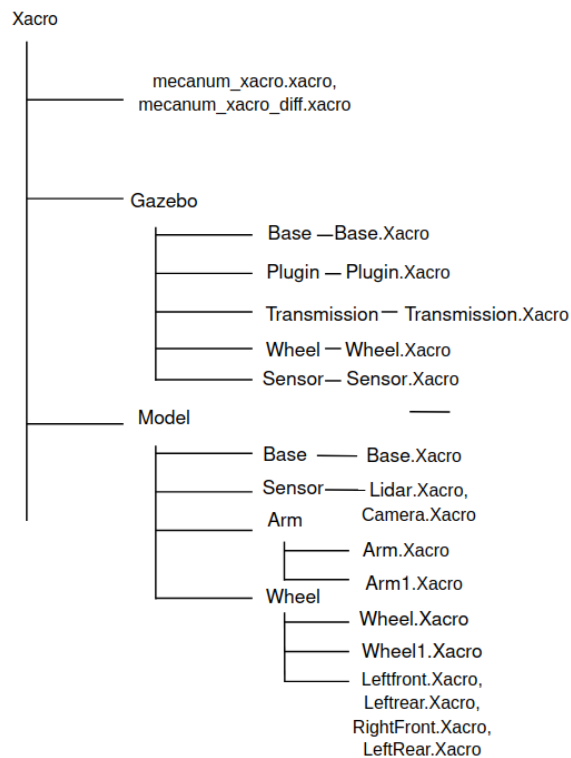 Xacro
mecanum_xacro.xacro,
mecanum_xacro_diff.xacro
Gazebo
Base Base.Xacro
Plugin Plugin.Xacro
Transmission Transmission.Xacro
Wheel Wheel.Xacro
Sensor Sensor.Xacro
Model
Base Base.Xacro
Sensor Lidar.Xacro,
Camera.Xacro
Arm
Arm.Xacro
Arm1.Xacro
Wheel
Wheel.Xacro
Wheel1.Xacro
Leftfront.Xacro,
Leftrear.Xacro,
RightFront.Xacro,
LeftRear.Xacro